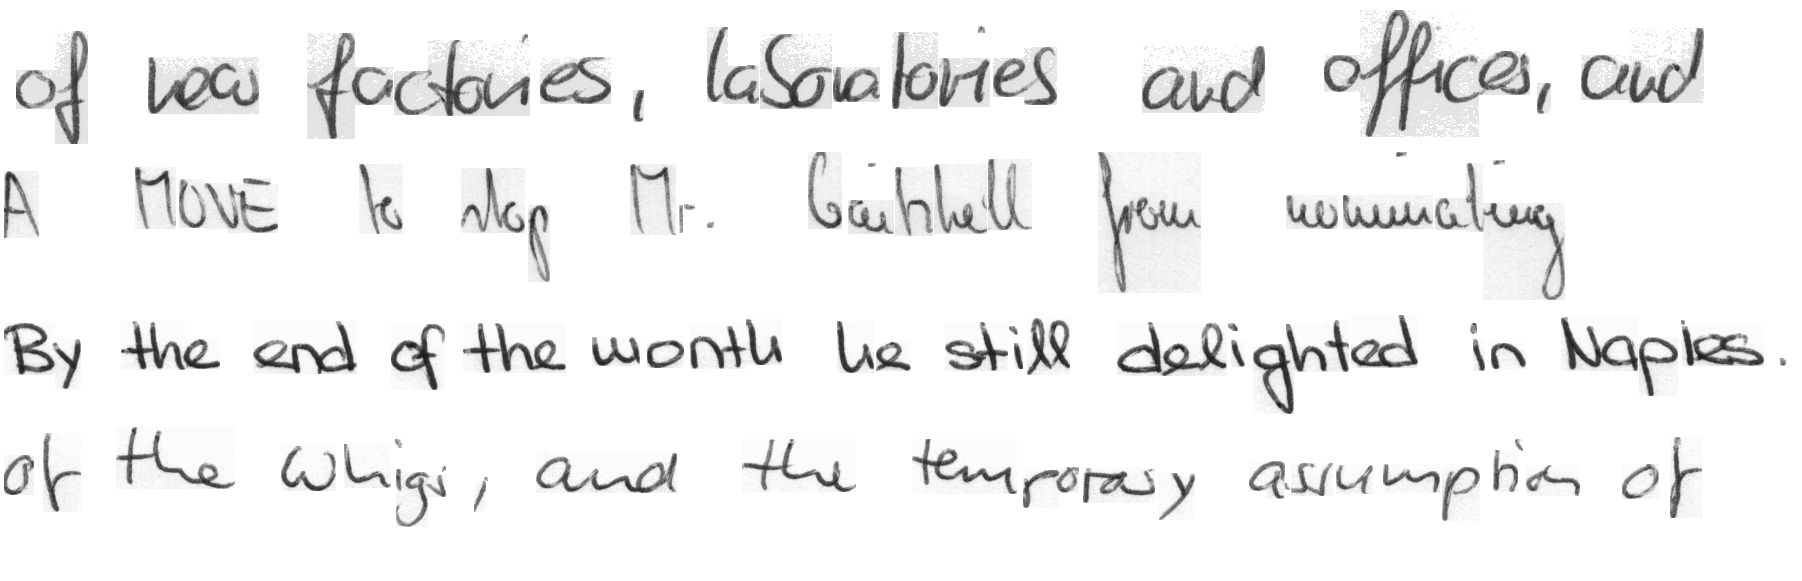 of new factories, laboratories and offices, and
A MOVE to stop Mr. Gaitskell from nominating
By the end of the month he still delighted in Naples.
of the Whigs, and the temporary assumption of